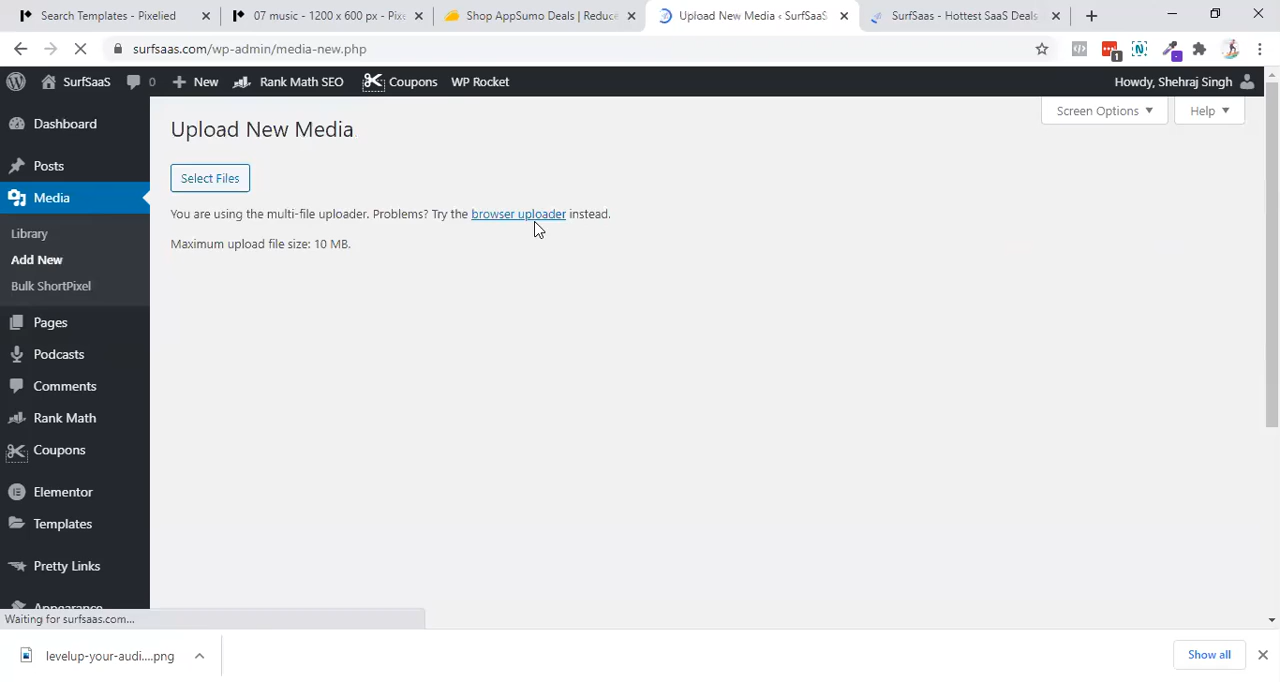 Search Templates - Pixelied
07 music - 1200 x 600 px - Pixe
Shop AppSumo Deals | Reduce
Upload New Media ‹ SurfSaaS
SurfSaas - Hottest SaaS Deals
surfsaas.com/wp-admin/media-new.php
1
SurfSaaS
0
New
Rank Math SEO
Coupons
WP Rocket
Howdy, Shehraj Singh
Screen Options
Help
Dashboard
Posts
Media
Library
Add New
Bulk ShortPixel
Pages
Podcasts
Comments
Rank Math
Coupons
Elementor
Templates
Pretty Links
Appearance
Upload New Media
Select Files
You are using the multi-file uploader. Problems? Try the browser uploader instead.
Maximum upload file size: 10 MB.
Waiting for surfsaas.com...
levelup-your-audi....png
Show all